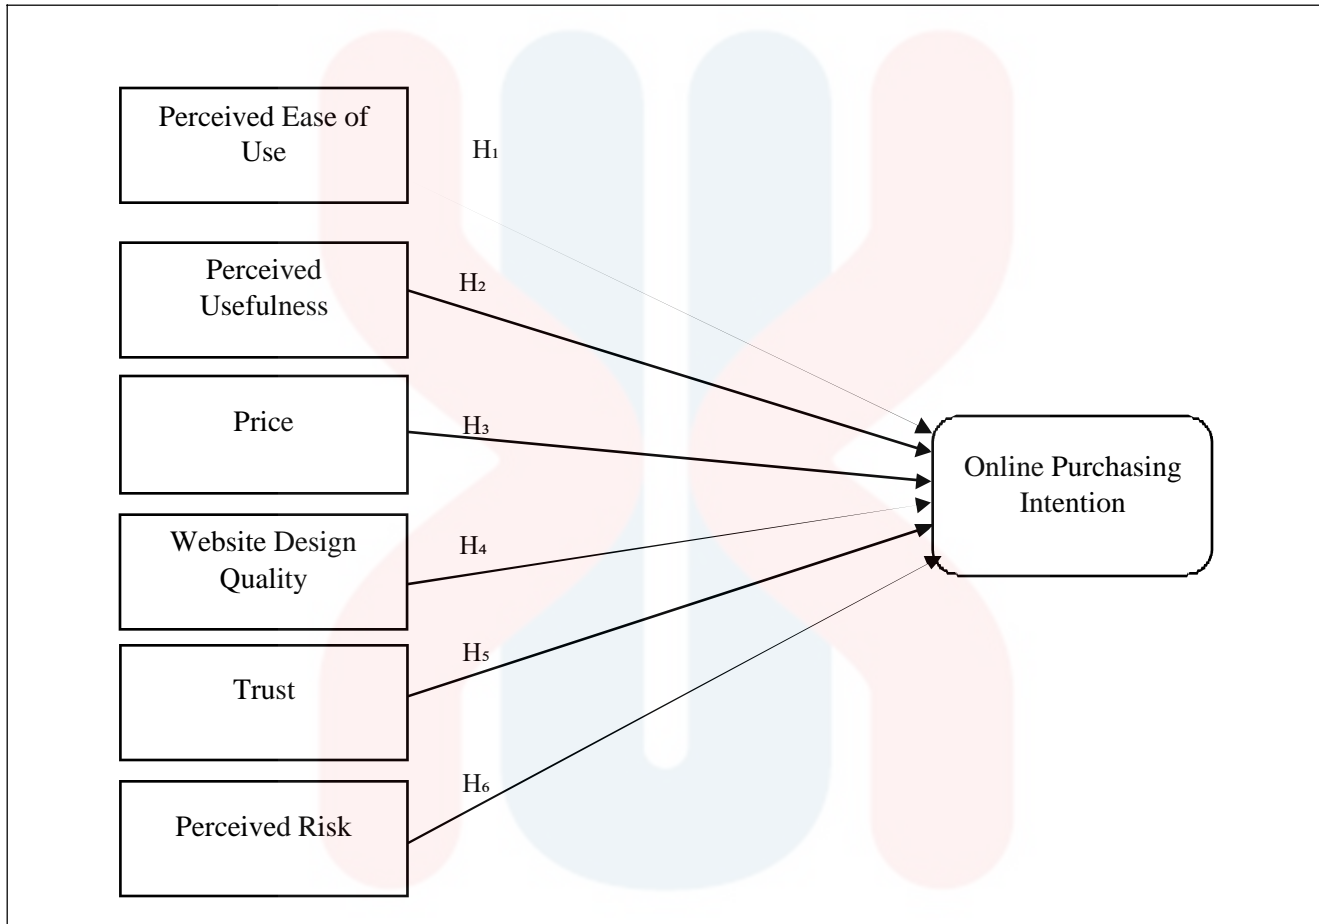 Perceived Ease of
Use
H₁
Perceived
Usefulness
H₂
Price
H₃
Website Design
Quality
H₄
Trust
H₅
Perceived Risk
H₆
Online Purchasing
Intention